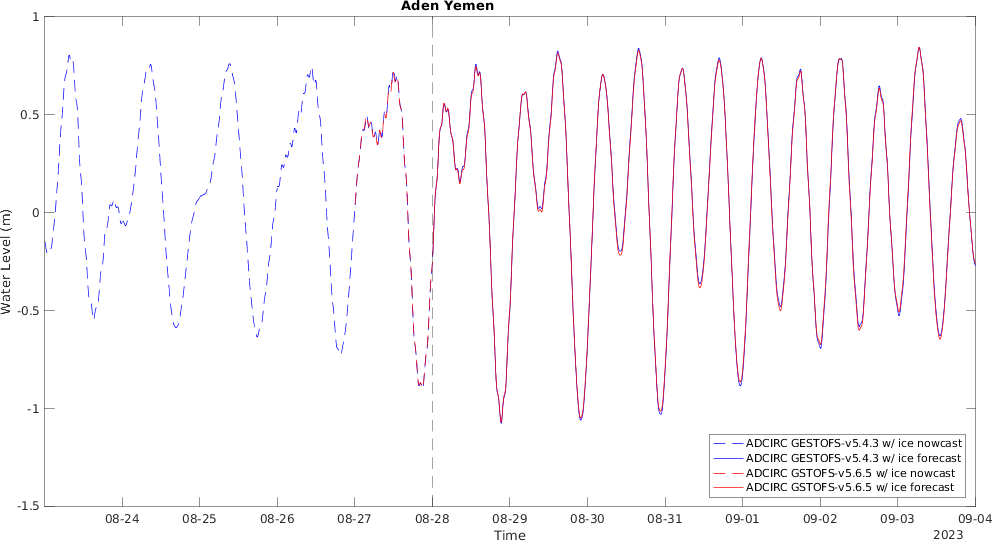 Aden Yemen
1
0.5
0
-0.5
-1
-1.5
Water Level (m)
08-24 08-25 08-26 08-27 08-28 08-29 08-30 08-31 09-01 09-02 09-03 09-04
Time
2023
ADCIRC GESTOFS-v5.4.3 w/ ice nowcast
ADCIRC GESTOFS-v5.4.3 w/ ice forecast
ADCIRC GSTOFS-v5.6.5 w/ ice nowcast
ADCIRC GSTOFS-v5.6.5 w/ ice forecast